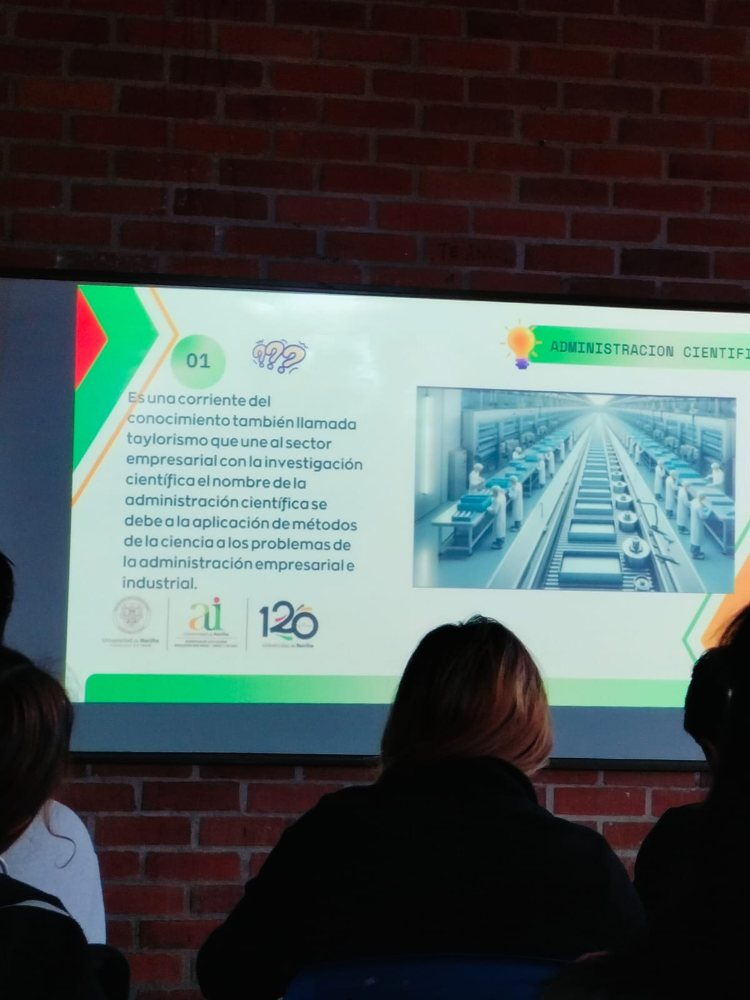 TE AM
01
???
ADMINISTRACION CIENTIFI
Es una corriente del
conocimiento también llamada
taylorismo que une al sector
empresarial con la investigación
científica el nombre de la
administración científica se
debe a la aplicación de métodos
de la ciencia a los problemas de
la administración empresarial e
industrial.
Universidad de Nariño
ai
Universidad de Nariño
120
Universidad de Nariño